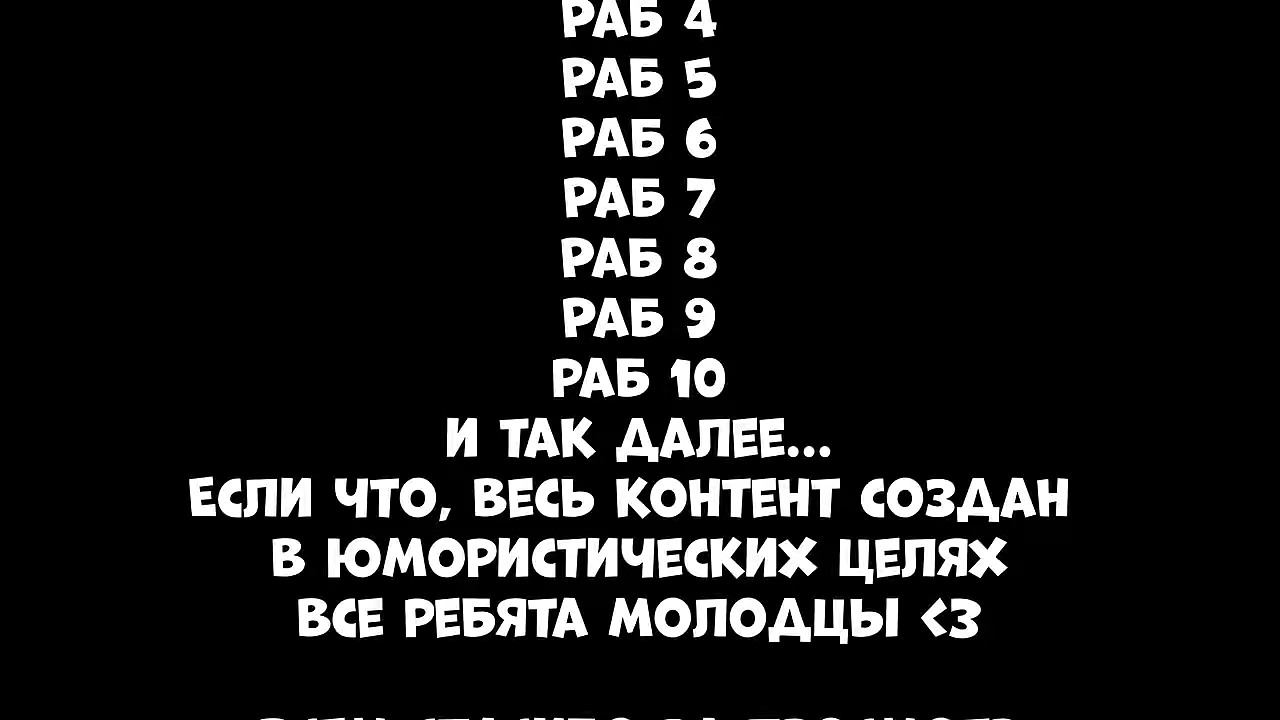 РАБ 4
РАБ 5
РАБ 6
РАБ 7
РАБ 8
РАБ 9
РАБ 10
И ТАК ДАЛЕЕ...
ЕСЛИ ЧТО, ВЕСЬ КОНТЕНТ СОЗДАН
В ЮМОРИСТИЧЕСКИХ ЦЕЛЯХ
ВСЕ РЕБЯТА МОЛОДЦЫ <3